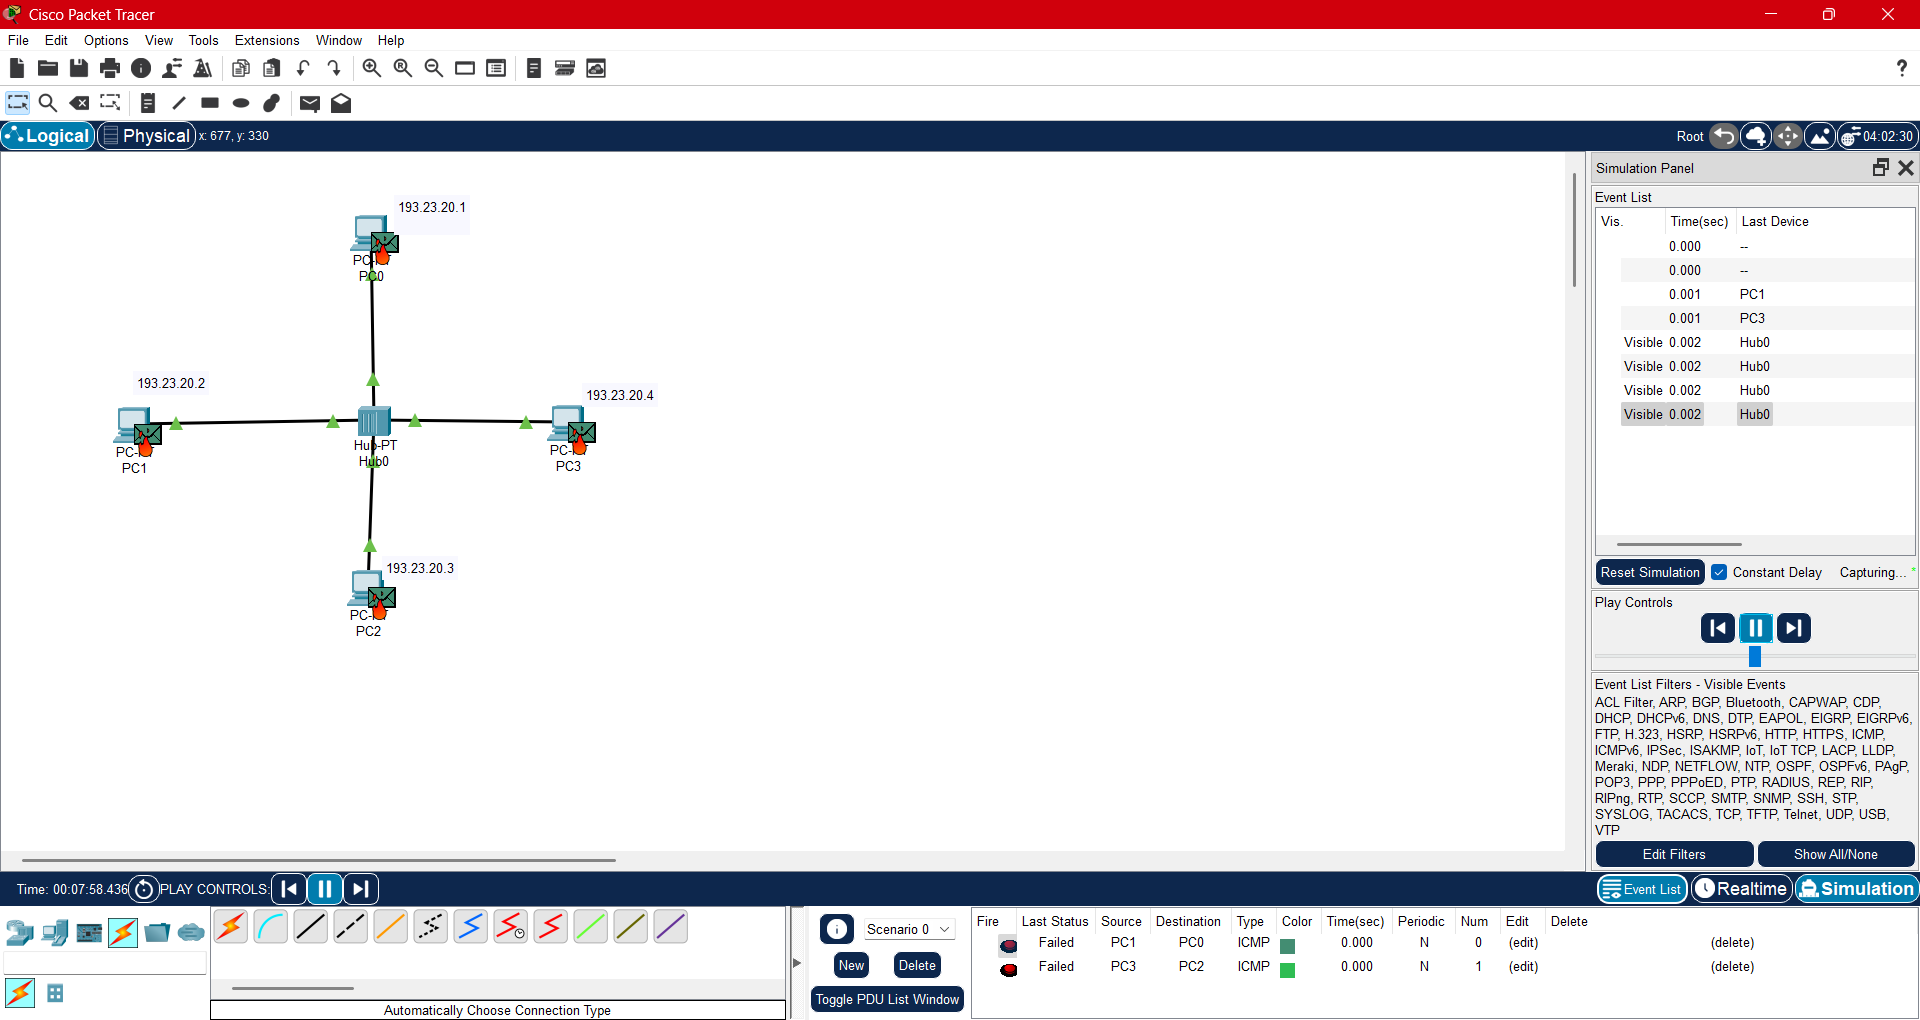 Cisco Packet Tracer
File Edit Options View Tools Extensions Window Help
Logical Physical x: 677, y: 330 Root 04:02:30
193.23.20.1
PC0
193.23.20.2
PC1
193.23.20.4
PC3
Hub-PT
Hub0
193.23.20.3
PC2
Simulation Panel
Event List
Vis. Time(sec) Last Device
0.000 --
0.000 --
0.001 PC1
0.001 PC3
Visible 0.002 Hub0
Visible 0.002 Hub0
Visible 0.002 Hub0
Visible 0.002 Hub0
Reset Simulation Constant Delay Capturing...
Play Controls
Event List Filters - Visible Events
ACL Filter, ARP, BGP, Bluetooth, CAPWAP, CDP,
DHCP, DHCPv6, DNS, DTP, EAPOL, EIGRP, EIGRPv6,
FTP, H.323, HSRP, HSRPv6, HTTP, HTTPS, ICMP,
ICMPv6, IPSec, ISAKMP, IoT, IoT TCP, LACP, LLDP,
Meraki, NDP, NETFLOW, NTP, OSPF, OSPFv6, PAgP,
POP3, PPP, PPPoED, PTP, RADIUS, REP, RIP,
RIPng, RTP, SCCP, SMTP, SNMP, SSH, STP,
SYSLOG, TACACS, TCP, TFTP, Telnet, UDP, USB,
VTP
Edit Filters Show All/None
Time: 00:07:58.436 PLAY CONTROLS: Event List Realtime Simulation
Automatically Choose Connection Type
Scenario 0
New Delete
Toggle PDU List Window
Fire Last Status Source Destination Type Color Time(sec) Periodic Num Edit Delete
Failed PC1 PC0 ICMP 0.000 N 0 (edit) (delete)
Failed PC3 PC2 ICMP 0.000 N 1 (edit) (delete)